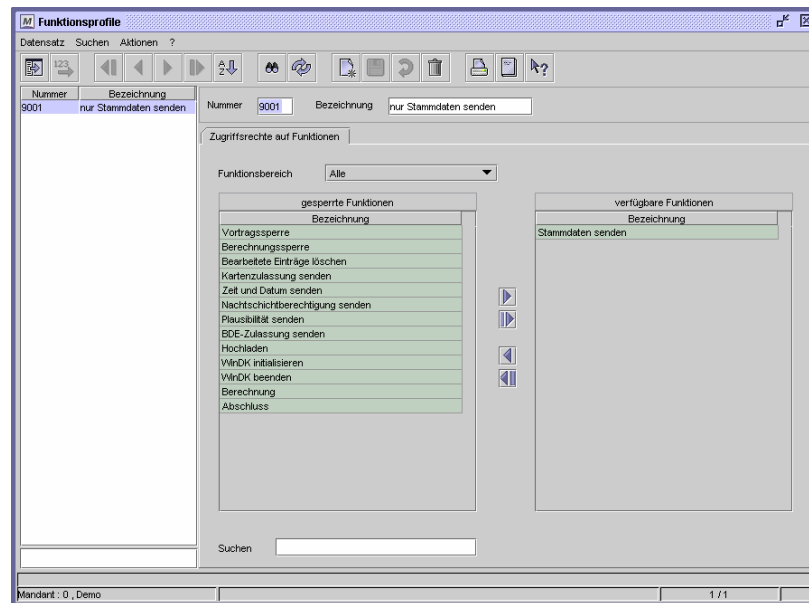 Funktionsprofile
Datensatz Suchen Aktionen ?
123
A
Z
?
Nummer Bezeichnung
9001 nur Stammdaten senden
Nummer 9001 Bezeichnung nur Stammdaten senden
Zugriffsrechte auf Funktionen
Funktionsbereich Alle
gesperrte Funktionen
Bezeichnung
Vortragssperre
Berechnungssperre
Bearbeitete Einträge löschen
Kartenzulassung senden
Zeit und Datum senden
Nachtschichtberechtigung senden
Plausibilität senden
BDE-Zulassung senden
Hochladen
WinDK initialisieren
WinDK beenden
Berechnung
Abschluss
verfügbare Funktionen
Bezeichnung
Stammdaten senden
Suchen
Mandant : 0 , Demo 1 / 1